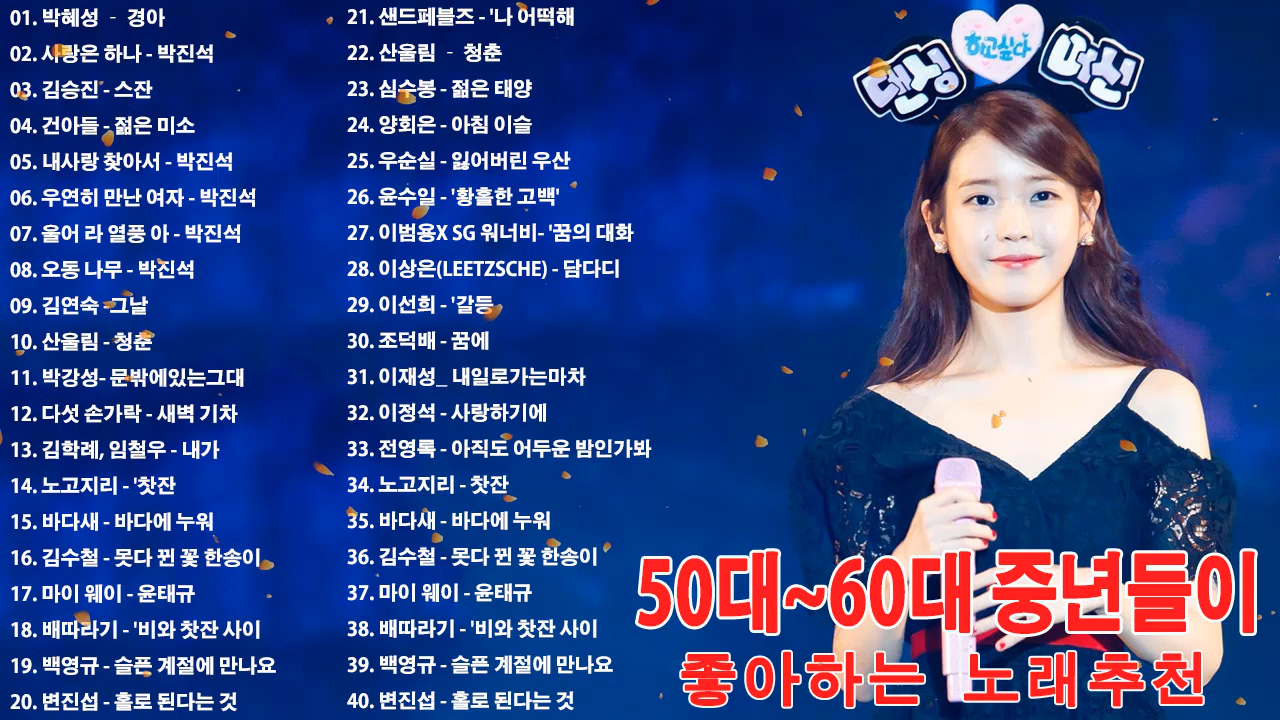 01. 박혜성 - 경아
02. 사랑은 하나 - 박진석
03. 김승진 - 스잔
04. 건아들 - 젊은 미소
05. 내사랑 찾아서 - 박진석
06. 우연히 만난 여자 - 박진석
07. 울어 라 열풍 아 - 박진석
08. 오동 나무 - 박진석
09. 김연숙 -그날
10. 산울림 - 청춘
11. 박강성- 문밖에있는그대
12. 다섯 손가락 - 새벽 기차
13. 김학례, 임철우 - 내가
14. 노고지리 - '찻잔
15. 바다새 - 바다에 누워
16. 김수철 - 못다 핀 꽃 한송이
17. 마이 웨이 - 윤태규
18. 배따라기 - '비와 찻잔 사이
19. 백영규 - 슬픈 계절에 만나요
20. 변진섭 - 홀로 된다는 것
21. 샌드페블즈 - '나 어떡해
22. 산울림 - 청춘
23. 심수봉 - 젊은 태양
24. 양희은 - 아침 이슬
25. 우순실 - 잃어버린 우산
26. 윤수일 - '황홀한 고백'
27. 이범용X SG 워너비- '꿈의 대화
28. 이상은(LEETZSCHE) - 담다디
29. 이선희 - '갈등
30. 조덕배 - 꿈에
31. 이재성_ 내일로가는마차
32. 이정석 - 사랑하기에
33. 전영록 - 아직도 어두운 밤인가봐
34. 노고지리 - 찻잔
35. 바다새 - 바다에 누워
36. 김수철 - 못다 핀 꽃 한송이
37. 마이 웨이 - 윤태규
38. 배따라기 - '비와 찻잔 사이
39. 백영규 - 슬픈 계절에 만나요
40. 변진섭 - 홀로 된다는 것
댄싱 하고싶다 머신
50대~60대 중년들이
좋아하는 노래추천